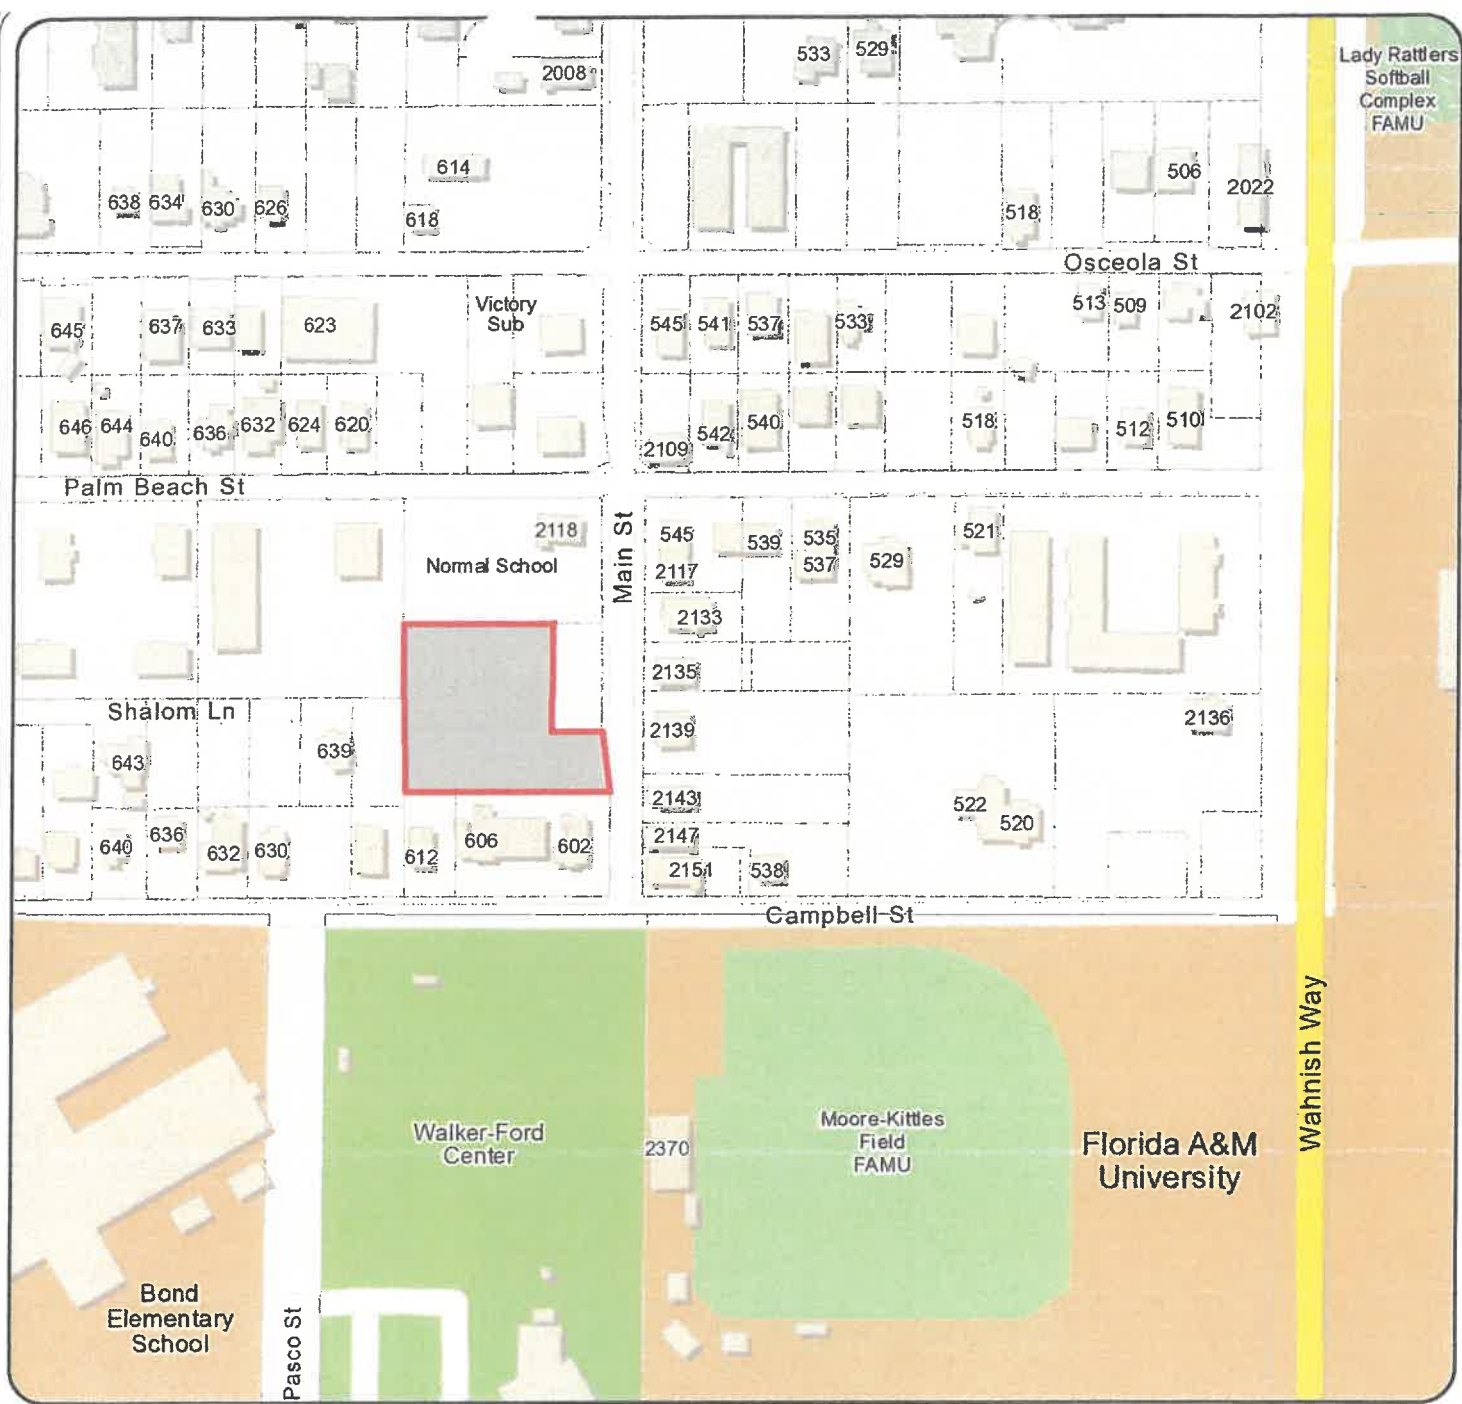 533
529
Lady Rattlers
Softball
Complex
FAMU
2008
614
506
2022
638
634
630
626
618
518
Osceola St
645
637
633
623
Victory
Sub
545
541
537
533
513
509
2102
646
644
640
636
632
624
620
2109
542
540
518
512
510
Palm Beach St
Main St
2118
Normal School
545
539
535
537
529
521
2117
2133
2135
Shalom Ln
2139
2136
643
639
2143
522
520
640
636
632
630
612
606
602
2147
2151
538
Campbell St
Wahnish Way
Walker-Ford
Center
2370
Moore-Kittles
Field
FAMU
Florida A&M
University
Bond
Elementary
School
Pasco St